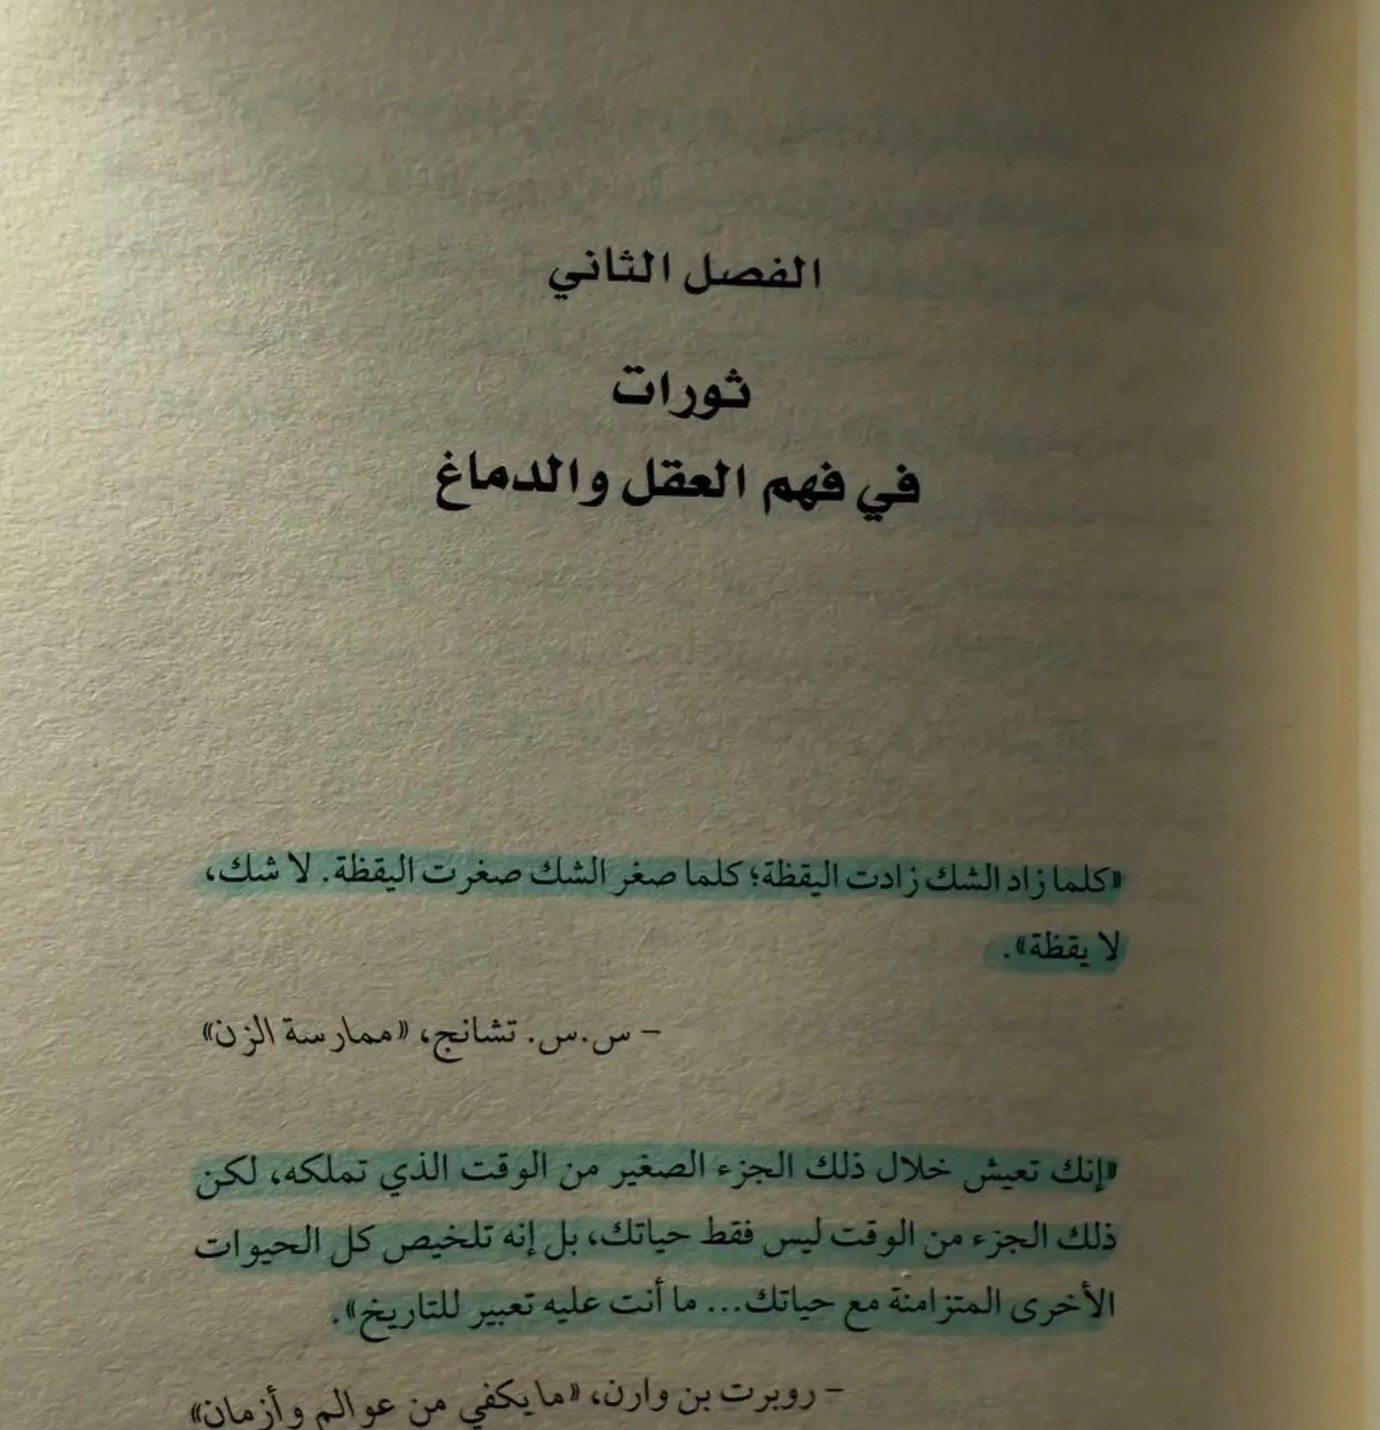 الفصل الثاني
ثورات
في فهم العقل والدماغ
«كلما زاد الشك زادت اليقظة؛ كلما صغر الشك صغرت اليقظة. لا شك،
لا يقظة».
– س.س. تشانج، «ممارسة الزن»
«إنك تعيش خلال ذلك الجزء الصغير من الوقت الذي تملكه، لكن
ذلك الجزء من الوقت ليس فقط حياتك، بل إنه تلخيص كل الحيوات
الأخرى المتزامنة مع حياتك... ما أنت عليه تعبير للتاريخ».
– روبرت بن وارن، «ما يكفي من عوالم وأزمان»